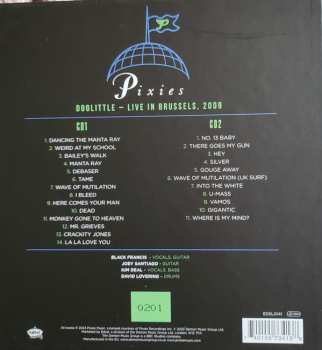 Pixies
DOOLITTLE – LIVE IN BRUSSELS, 2009
CD1
1. DANCING THE MANTA RAY
2. WEIRD AT MY SCHOOL
3. BAILEY'S WALK
4. MANTA RAY
5. DEBASER
6. TAME
7. WAVE OF MUTILATION
8. I BLEED
9. HERE COMES YOUR MAN
10. DEAD
11. MONKEY GONE TO HEAVEN
12. MR. GRIEVES
13. CRACKITY JONES
14. LA LA LOVE YOU
CD2
1. NO. 13 BABY
2. THERE GOES MY GUN
3. HEY
4. SILVER
5. GOUGE AWAY
6. WAVE OF MUTILATION (UK SURF)
7. INTO THE WHITE
8. U-MASS
9. VAMOS
10. GIGANTIC
11. WHERE IS MY MIND?
BLACK FRANCIS – VOCALS, GUITAR
JOEY SANTIAGO – GUITAR
KIM DEAL – VOCALS, BASS
DAVID LOVERING – DRUMS
0201